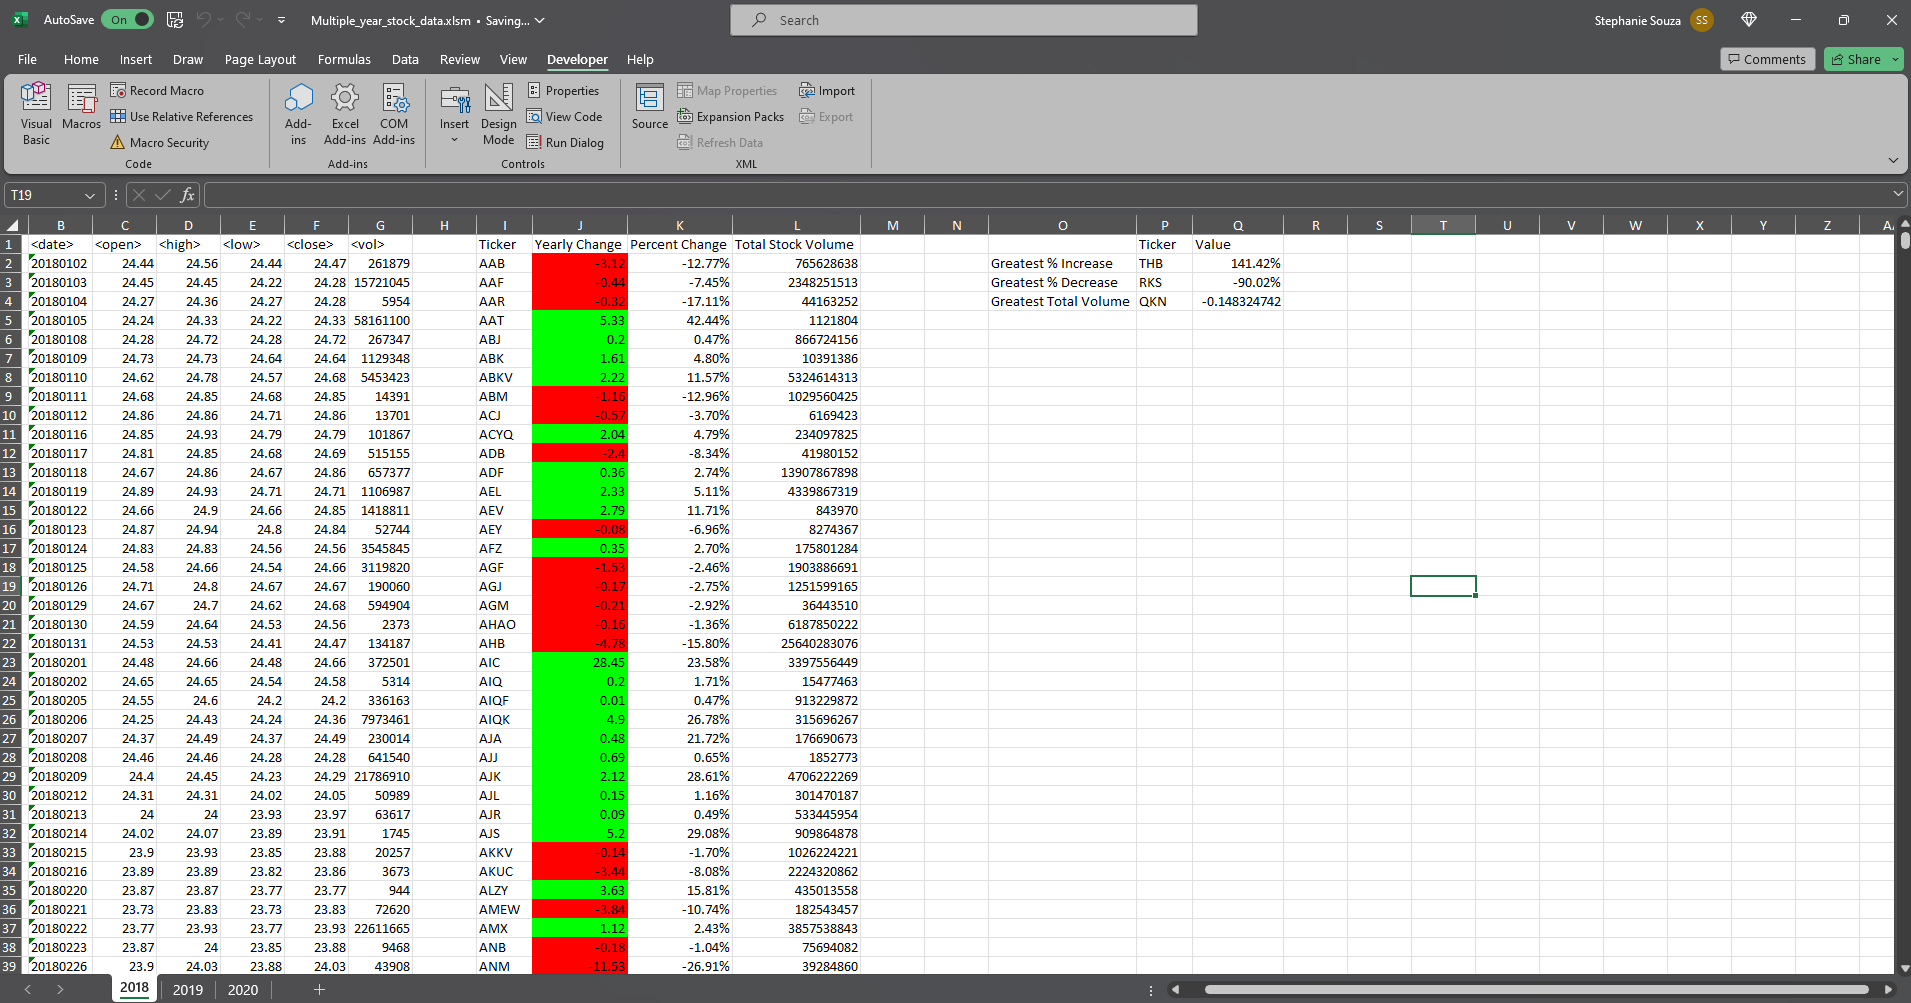 AutoSave On Multiple_year_stock_data.xlsm • Saving... Search Stephanie Souza SS
File Home Insert Draw Page Layout Formulas Data Review View Developer Help Comments Share
Visual Basic Macros Record Macro Use Relative References Macro Security Code
Add-ins Excel Add-ins COM Add-ins Add-ins
Insert Design Mode Properties View Code Run Dialog Controls
Source Map Properties Expansion Packs Refresh Data Import Export XML
T19 fx
B C D E F G H I J K L M N O P Q R S T U V W X Y Z
1 <date> <open> <high> <low> <close> <vol> Ticker Yearly Change Percent Change Total Stock Volume Ticker Value
2 20180102 24.44 24.56 24.44 24.47 261879 AAB -3.12 -12.77% 765628638 Greatest % Increase THB 141.42%
3 20180103 24.45 24.45 24.22 24.28 15721045 AAF -0.44 -7.45% 2348251513 Greatest % Decrease RKS -90.02%
4 20180104 24.27 24.36 24.27 24.28 5954 AAR -0.32 -17.11% 44163252 Greatest Total Volume QKN -0.148324742
5 20180105 24.24 24.33 24.22 24.33 58161100 AAT 5.33 42.44% 1121804
6 20180108 24.28 24.72 24.28 24.72 267347 ABJ 0.2 0.47% 866724156
7 20180109 24.73 24.73 24.64 24.64 1129348 ABK 1.61 4.80% 10391386
8 20180110 24.62 24.78 24.57 24.68 5453423 ABKV 2.22 11.57% 5324614313
9 20180111 24.68 24.85 24.68 24.85 14391 ABM -1.16 -12.96% 1029560425
10 20180112 24.86 24.86 24.71 24.86 13701 ACJ -0.57 -3.70% 6169423
11 20180116 24.85 24.93 24.79 24.79 101867 ACYQ 2.04 4.79% 234097825
12 20180117 24.81 24.85 24.68 24.69 515155 ADB -2.4 -8.34% 41980152
13 20180118 24.67 24.86 24.67 24.86 657377 ADF 0.36 2.74% 13907867898
14 20180119 24.89 24.93 24.71 24.71 1106987 AEL 2.33 5.11% 4339867319
15 20180122 24.66 24.9 24.66 24.85 1418811 AEV 2.79 11.71% 843970
16 20180123 24.87 24.94 24.8 24.84 52744 AEY -0.08 -6.96% 8274367
17 20180124 24.83 24.83 24.56 24.56 3545845 AFZ 0.35 2.70% 175801284
18 20180125 24.58 24.66 24.54 24.66 3119820 AGF -1.53 -2.46% 1903886691
19 20180126 24.71 24.8 24.67 24.67 190060 AGJ -0.17 -2.75% 1251599165
20 20180129 24.67 24.7 24.62 24.68 594904 AGM -0.21 -2.92% 36443510
21 20180130 24.59 24.64 24.53 24.56 2373 AHAO -0.16 -1.36% 6187850222
22 20180131 24.53 24.53 24.41 24.47 134187 AHB -4.78 -15.80% 25640283076
23 20180201 24.48 24.66 24.48 24.66 372501 AIC 28.45 23.58% 3397556449
24 20180202 24.65 24.65 24.54 24.58 5314 AIQ 0.2 1.71% 15477463
25 20180205 24.55 24.6 24.2 24.2 336163 AIQF 0.01 0.47% 913229872
26 20180206 24.25 24.43 24.24 24.36 7973461 AIQK 4.9 26.78% 315696267
27 20180207 24.37 24.49 24.37 24.49 230014 AJA 0.48 21.72% 176690673
28 20180208 24.46 24.46 24.28 24.28 641540 AJJ 0.69 0.65% 1852773
29 20180209 24.4 24.45 24.23 24.29 21786910 AJK 2.12 28.61% 4706222269
30 20180212 24.31 24.31 24.02 24.05 50989 AJL 0.15 1.16% 301470187
31 20180213 24 24 23.93 23.97 63617 AJR 0.09 0.49% 533445954
32 20180214 24.02 24.07 23.89 23.91 1745 AJS 5.2 29.08% 909864878
33 20180215 23.9 23.93 23.85 23.88 20257 AKKV -0.14 -1.70% 1026224221
34 20180216 23.89 23.89 23.82 23.86 3673 AKUC -3.44 -8.08% 2224320862
35 20180220 23.87 23.87 23.77 23.77 944 ALZY 3.63 15.81% 435013558
36 20180221 23.73 23.83 23.73 23.83 72620 AMEW -3.84 -10.74% 182543457
37 20180222 23.77 23.93 23.77 23.93 22611665 AMX 1.12 2.43% 3857538843
38 20180223 23.87 24 23.85 23.88 9468 ANB -0.18 -1.04% 75694082
39 20180226 23.9 24.03 23.88 24.03 43908 ANM -11.53 -26.91% 39284860
2018 2019 2020